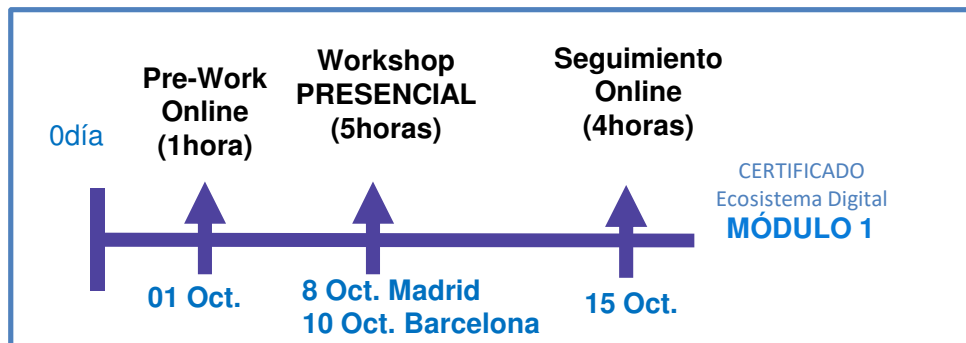 0día
Pre-Work
Online
(1hora)
Workshop
PRESENCIAL
(5horas)
Seguimiento
Online
(4horas)
CERTIFICADO
Ecosistema Digital
MÓDULO 1
01 Oct.
8 Oct. Madrid
10 Oct. Barcelona
15 Oct.